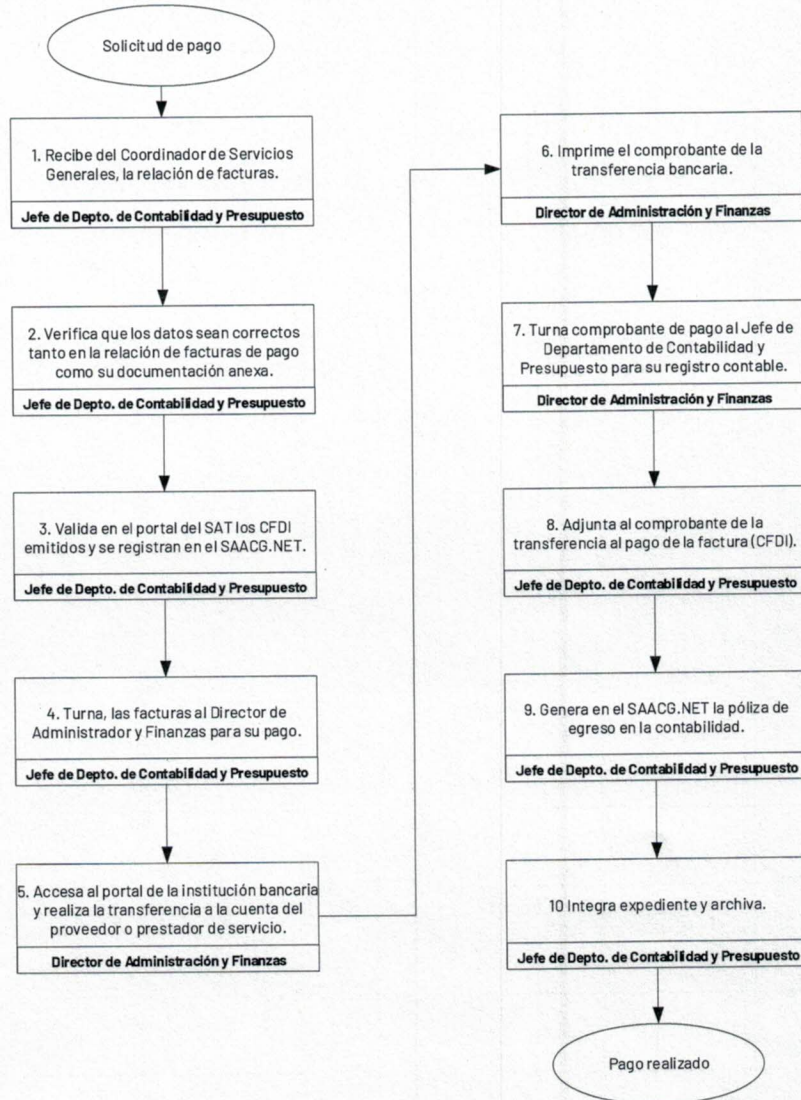 Solicitud de pago
1. Recibe del Coordinador de Servicios
Generales, la relación de facturas.
Jefe de Depto. de Contabilidad y Presupuesto
2. Verifica que los datos sean correctos
tanto en la relación de facturas de pago
como su documentación anexa.
Jefe de Depto. de Contabilidad y Presupuesto
3. Valida en el portal del SAT los CFDI
emitidos y se registran en el SAACG.NET.
Jefe de Depto. de Contabilidad y Presupuesto
4. Turna, las facturas al Director de
Administrador y Finanzas para su pago.
Jefe de Depto. de Contabilidad y Presupuesto
5. Accesa al portal de la institución bancaria
y realiza la transferencia a la cuenta del
proveedor o prestador de servicio.
Director de Administración y Finanzas
6. Imprime el comprobante de la
transferencia bancaria.
Director de Administración y Finanzas
7. Turna comprobante de pago al Jefe de
Departamento de Contabilidad y
Presupuesto para su registro contable.
Director de Administración y Finanzas
8. Adjunta al comprobante de la
transferencia al pago de la factura (CFDI).
Jefe de Depto. de Contabilidad y Presupuesto
9. Genera en el SAACG.NET la póliza de
egreso en la contabilidad.
Jefe de Depto. de Contabilidad y Presupuesto
10 Integra expediente y archiva.
Jefe de Depto. de Contabilidad y Presupuesto
Pago realizado